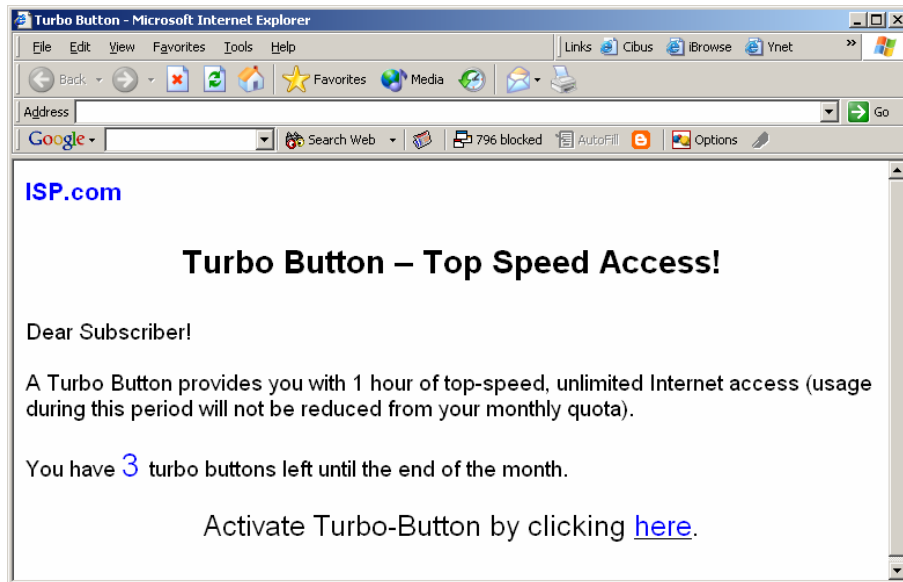 Turbo Button - Microsoft Internet Explorer
File Edit View Favorites Tools Help Links Cibus iBrowse Ynet »
Back Favorites Media
Address Go
Google Search Web 796 blocked AutoFill Options
ISP.com
Turbo Button – Top Speed Access!
Dear Subscriber!
A Turbo Button provides you with 1 hour of top-speed, unlimited Internet access (usage
during this period will not be reduced from your monthly quota).
You have 3 turbo buttons left until the end of the month.
Activate Turbo-Button by clicking here.